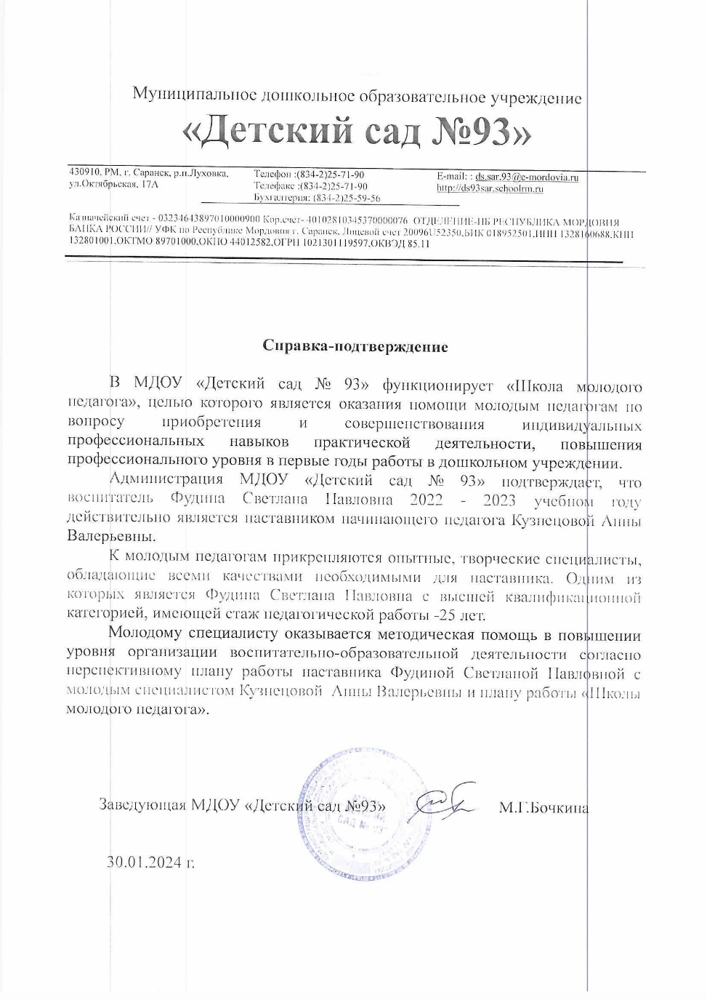 Муниципальное дошкольное образовательное учреждение
«Детский сад №93»
430910, РМ, г. Саранск, р.п.Луховка,
ул.Октябрьская, 17А
Телефон :(834-2)25-71-90
Телефакс :(834-2)25-71-90
Бухгалтерия: (834-2)25-59-56
E-mail: : ds.sar.93@e-mordovia.ru
http://ds93sar.schoolrm.ru
Казначейский счет - 03234643897010000900 Кор.счет- 40102810345370000076 ОТДЕЛЕНИЕ-НБ РЕСПУБЛИКА МОРДОВИЯ
БАНКА РОССИИ// УФК по Республике Мордовия г. Саранск, Лицевой счет 20096U52350,БИК 018952501,ИНН 1328160688,КПП
132801001,ОКТМО 89701000,ОКПО 44012582,ОГРН 1021301119597,ОКВЭД 85.11
Справка-подтверждение
В МДОУ «Детский сад № 93» функционирует «Школа молодого
педагога», целью которого является оказания помощи молодым педагогам по
вопросу приобретения и совершенствования индивидуальных
профессиональных навыков практической деятельности, повышения
профессионального уровня в первые годы работы в дошкольном учреждении.
Администрация МДОУ «Детский сад № 93» подтверждает, что
воспитатель Фудина Светлана Павловна 2022 - 2023 учебном году
действительно является наставником начинающего педагога Кузнецовой Анны
Валерьевны.
К молодым педагогам прикрепляются опытные, творческие специалисты,
обладающие всеми качествами необходимыми для наставника. Одним из
которых является Фудина Светлана Павловна с высшей квалификационной
категорией, имеющей стаж педагогической работы -25 лет.
Молодому специалисту оказывается методическая помощь в повышении
уровня организации воспитательно-образовательной деятельности согласно
перспективному плану работы наставника Фудиной Светланой Павловной с
молодым специалистом Кузнецовой Анны Валерьевны и плану работы «Школы
молодого педагога».
Заведующая МДОУ «Детский сад №93»
М.Г.Бочкина
САД № 93
30.01.2024 г.